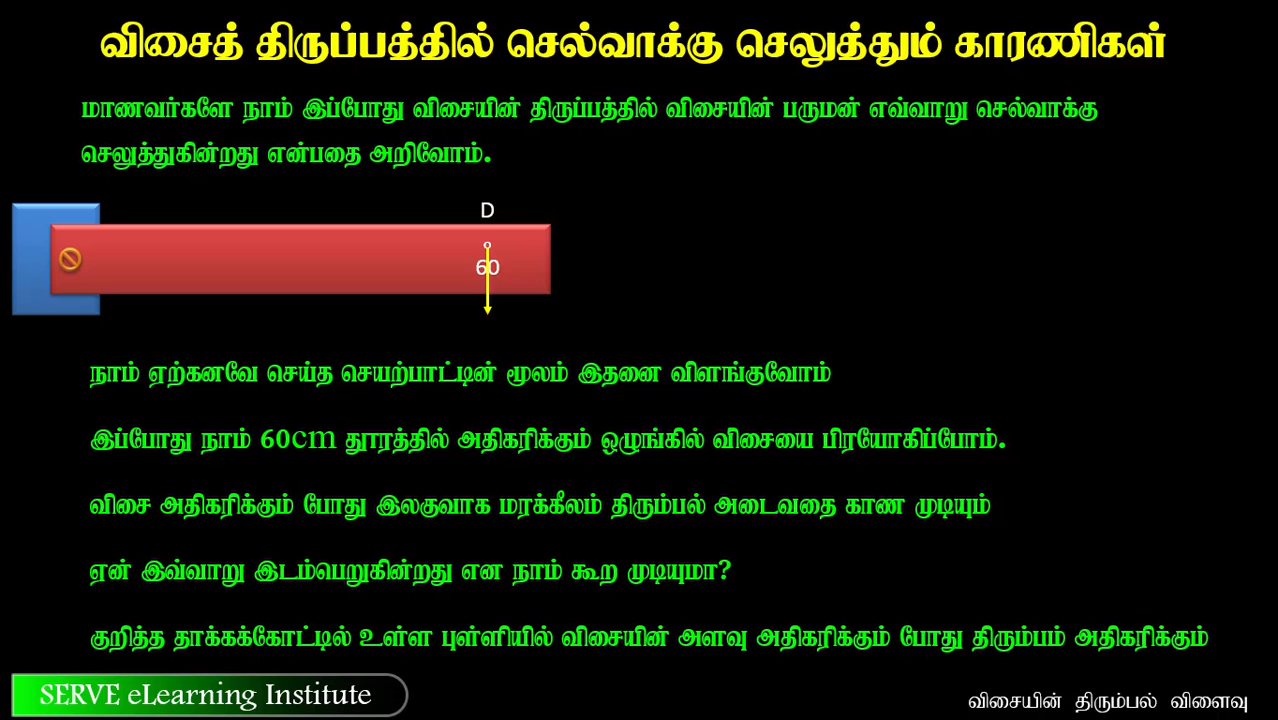 விசைத் திருப்பத்தில் செல்வாக்கு செலுத்தும் காரணிகள்
மாணவர்களே நாம் இப்போது விசையின் திருப்பத்தில் விசையின் பருமன் எவ்வாறு செல்வாக்கு
செலுத்துகின்றது என்பதை அறிவோம்.
D
60
நாம் ஏற்கனவே செய்த செயற்பாட்டின் மூலம் இதனை விளங்குவோம்
இப்போது நாம் 60cm தூரத்தில் அதிகரிக்கும் ஒழுங்கில் விசையை பிரயோகிப்போம்.
விசை அதிகரிக்கும் போது இலகுவாக மரக்கீலம் திரும்பல் அடைவதை காண முடியும்
ஏன் இவ்வாறு இடம்பெறுகின்றது என நாம் கூற முடியுமா?
குறித்த தாக்கக்கோட்டில் உள்ள புள்ளியில் விசையின் அளவு அதிகரிக்கும் போது திரும்பம் அதிகரிக்கும்
SERVE eLearning Institute
விசையின் திரும்பல் விளைவு